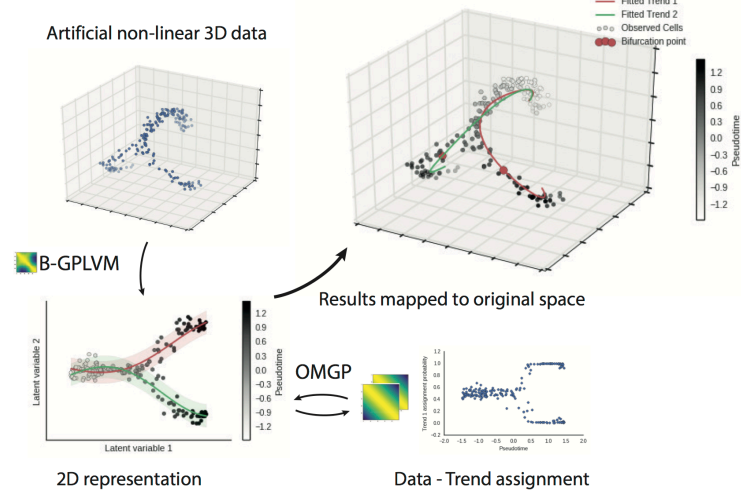 Artificial non-linear 3D data
Fitted Trend 1
Fitted Trend 2
Observed Cells
Bifurcation point
1.2
0.9
0.6
0.3
0.0
−0.3
−0.6
−0.9
−1.2
Pseudotime
B-GPLVM
Results mapped to original space
Latent variable 2
Latent variable 1
1.2
0.9
0.6
0.3
0.0
−0.3
−0.6
−0.9
−1.2
Pseudotime
OMGP
Trend 1 assignment probability
1.2
1.0
0.8
0.6
0.4
0.2
0.0
−0.2
−2.0 −1.5 −1.0 −0.5 0.0 0.5 1.0 1.5 2.0
Pseudotime
2D representation
Data - Trend assignment